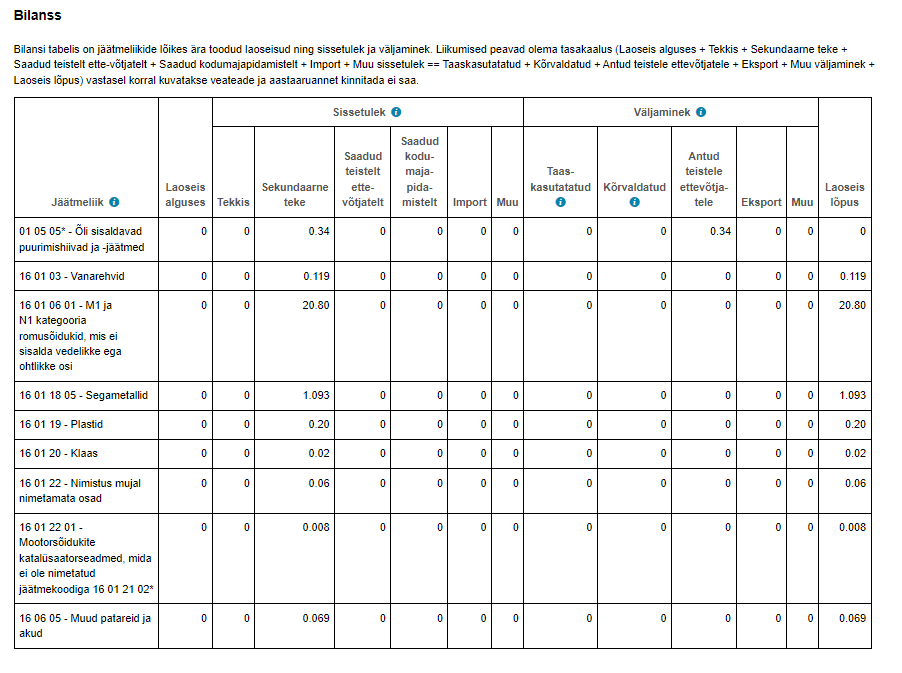 Bilanss
Bilansi tabelis on jäätmeliikide lõikes ära toodud laoseisud ning sissetulek ja väljaminek. Liikumised peavad olema tasakaalus (Laoseis alguses + Tekkis + Sekundaarne teke +
Saadud teistelt ette-võtjatelt + Saadud kodumajapidamistelt + Import + Muu sissetulek == Taaskasutatatud + Kõrvaldatud + Antud teistele ettevõtjatele + Eksport + Muu väljaminek +
Laoseis lõpus) vastasel korral kuvatakse veateade ja aastaaruannet kinnitada ei saa.
Jäätmeliik
Laoseis
alguses
Sissetulek
Tekkis
Sekundaarne
teke
Saadud
teistelt
ette-
võtjatelt
Saadud
kodu-
maja-
pida-
mistelt
Import
Muu
Väljaminek
Taas-
kasutatatud
Kõrvaldatud
Antud
teistele
ettevõtja-
tele
Eksport
Muu
Laoseis
lõpus
01 05 05* - Õli sisaldavad 0 0 0.34 0 0 0 0 0 0 0.34 0 0 0
puurimishiivad ja -jäätmed
16 01 03 - Vanarehvid 0 0 0.119 0 0 0 0 0 0 0 0 0 0.119
16 01 06 01 - M1 ja 0 0 20.80 0 0 0 0 0 0 0 0 0 20.80
N1 kategooria
romusõidukid, mis ei
sisalda vedelikke ega
ohtlikke osi
16 01 18 05 - Segametallid 0 0 1.093 0 0 0 0 0 0 0 0 0 1.093
16 01 19 - Plastid 0 0 0.20 0 0 0 0 0 0 0 0 0 0.20
16 01 20 - Klaas 0 0 0.02 0 0 0 0 0 0 0 0 0 0.02
16 01 22 - Nimistus mujal 0 0 0.06 0 0 0 0 0 0 0 0 0 0.06
nimetamata osad
16 01 22 01 - 0 0 0.008 0 0 0 0 0 0 0 0 0 0.008
Mootorsõidukite
katalüsaatorseadmed, mida
ei ole nimetatud
jäätmekoodiga 16 01 21 02*
16 06 05 - Muud patareid ja 0 0 0.069 0 0 0 0 0 0 0 0 0 0.069
akud